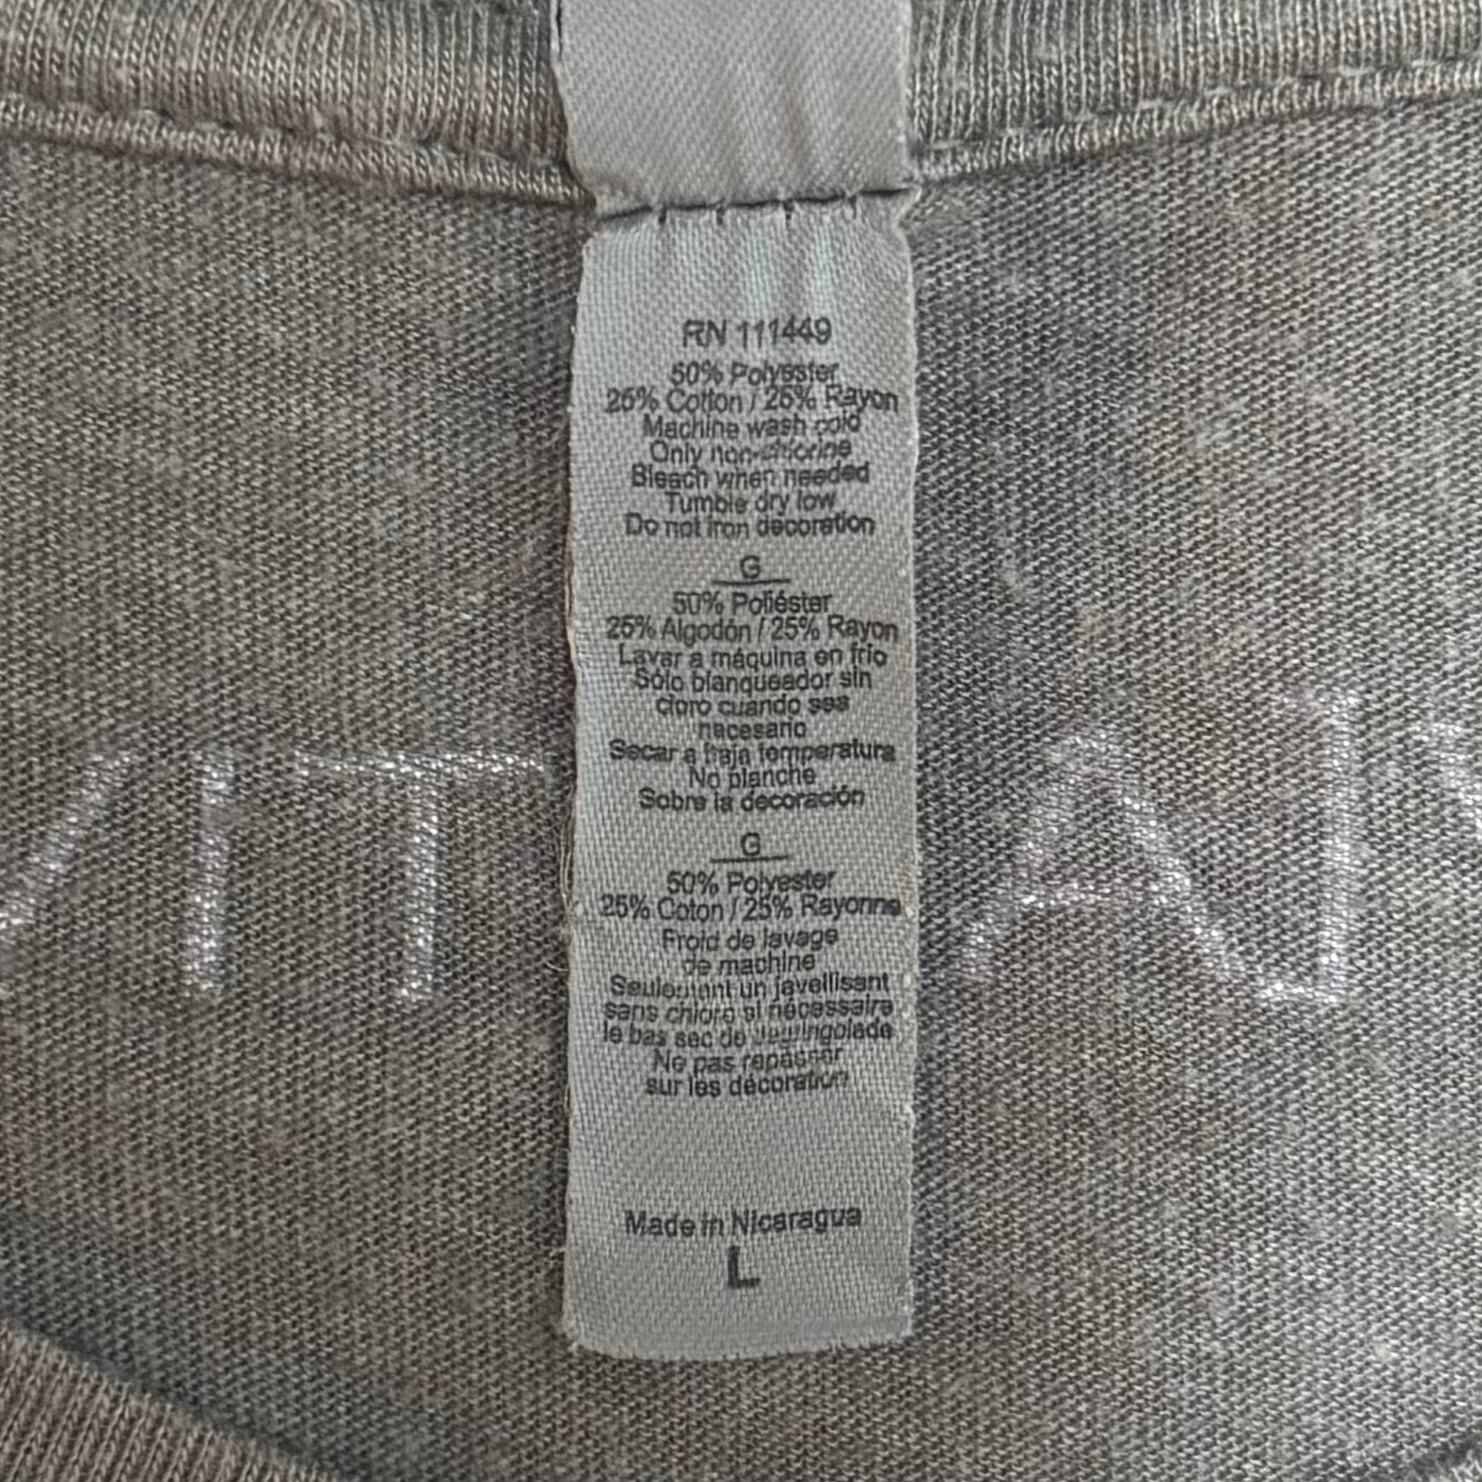 RN 111449
50% Polyester
25% Cotton / 25% Rayon
Machine wash cold
Only non-chlorine
Bleach when needed
Tumble dry low
Do not iron decoration
G
50% Poliéster
25% Algodón / 25% Rayon
Lavar a máquina en frio
Sólo blanqueador sin
cloro cuando sea
necesario
Secar a baja temperatura
No planche
Sobre la decoración
G
50% Polyester
25% Coton / 25% Rayonne
Froid de lavage
de machine
Seulement un javellisant
sans chlore si nécessaire
le bas sec de
Ne pas repasser
sur les décoration
Made in Nicaragua
L